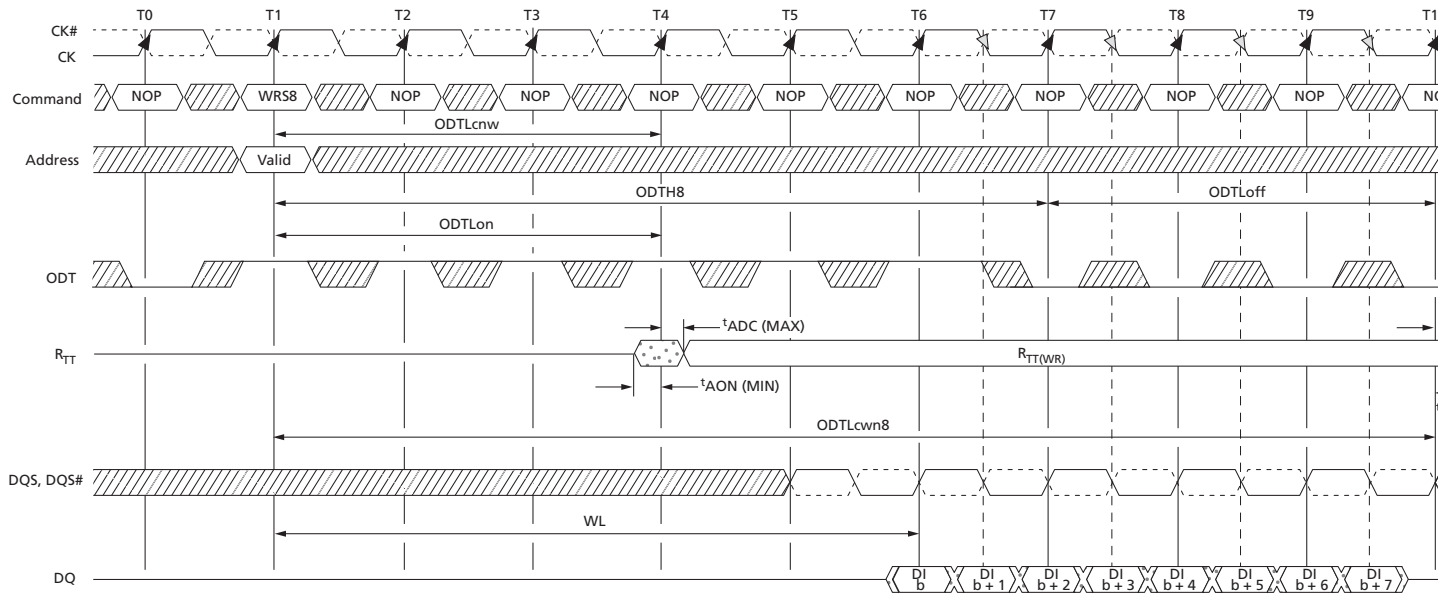 T0 T1 T2 T3 T4 T5 T6 T7 T8 T9 T1
CK#
CK
Command NOP WRS8 NOP NOP NOP NOP NOP NOP NOP NOP
ODTLcnw
Address Valid
ODTH8 ODTLoff
ODTLon
ODT
tADC (MAX)
RTT RTT(WR)
tAON (MIN)
ODTLcwn8
DQS, DQS#
WL
DQ DI b DI b + 1 DI b + 2 DI b + 3 DI b + 4 DI b + 5 DI b + 6 DI b + 7